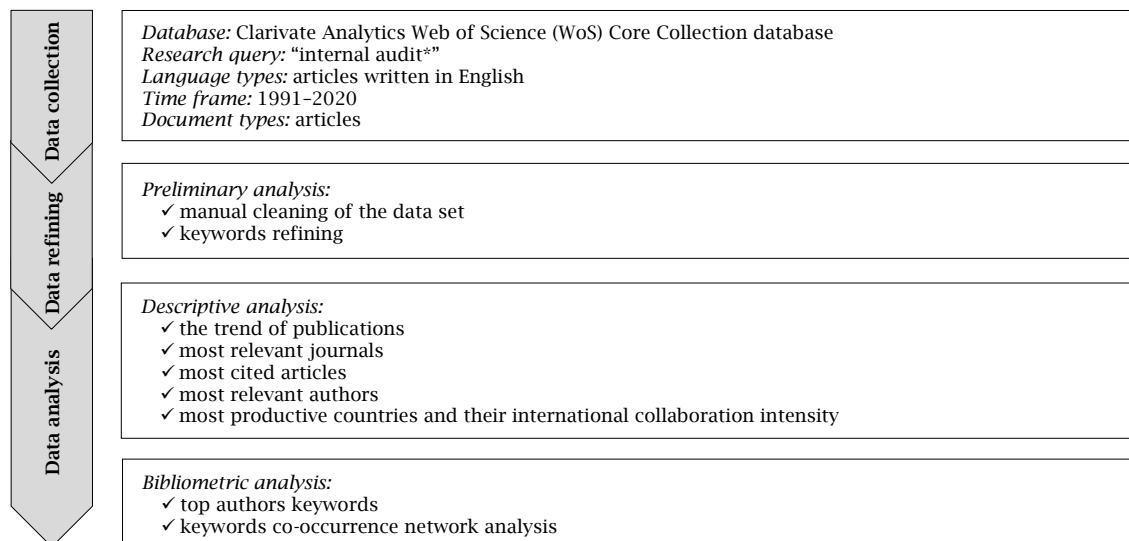 Data collection
Database: Clarivate Analytics Web of Science (WoS) Core Collection database
Research query: “internal audit*”
Language types: articles written in English
Time frame: 1991–2020
Document types: articles
Data refining
Preliminary analysis:
✓ manual cleaning of the data set
✓ keywords refining
Data analysis
Descriptive analysis:
✓ the trend of publications
✓ most relevant journals
✓ most cited articles
✓ most relevant authors
✓ most productive countries and their international collaboration intensity
Bibliometric analysis:
✓ top authors keywords
✓ keywords co-occurrence network analysis